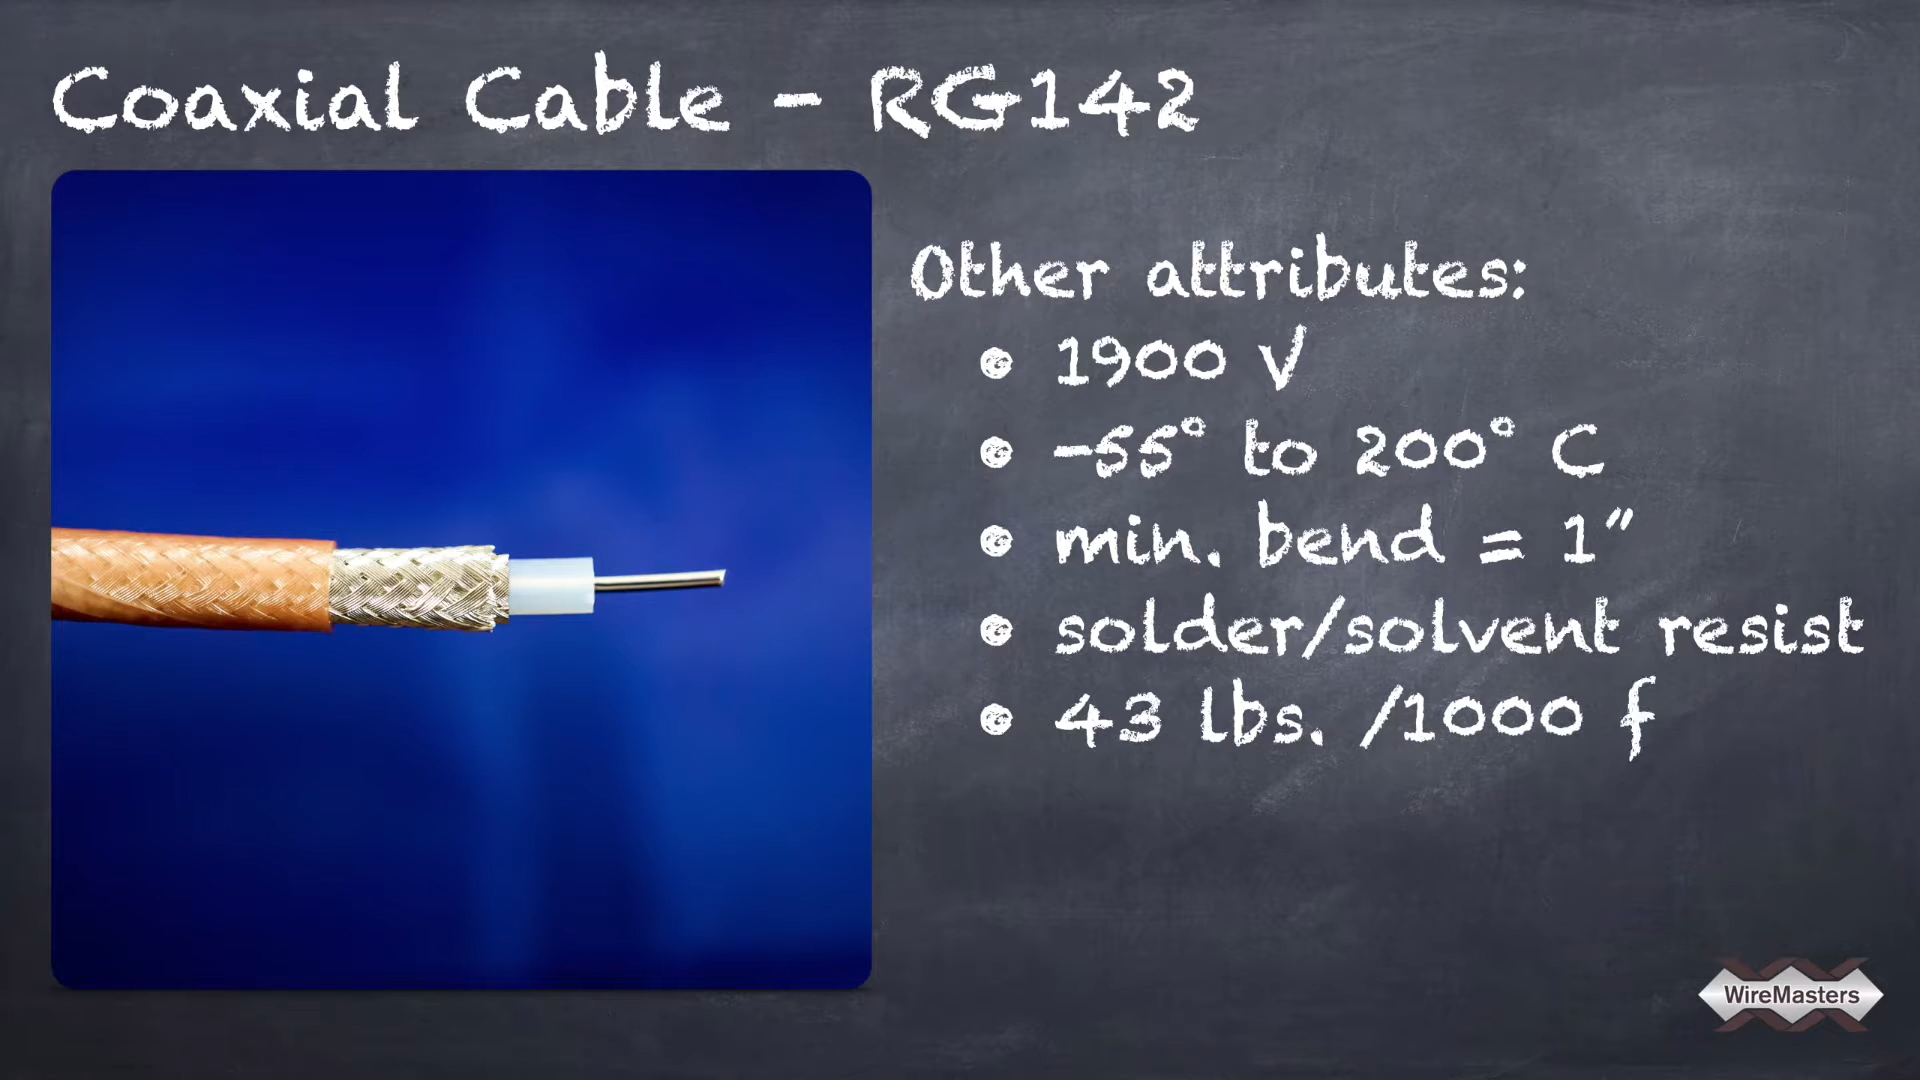 Coaxial Cable - RG142
Other attributes:
1900 V
-55° to 200° C
min. bend = 1"
solder/solvent resist
43 lbs. /1000 f
WireMasters